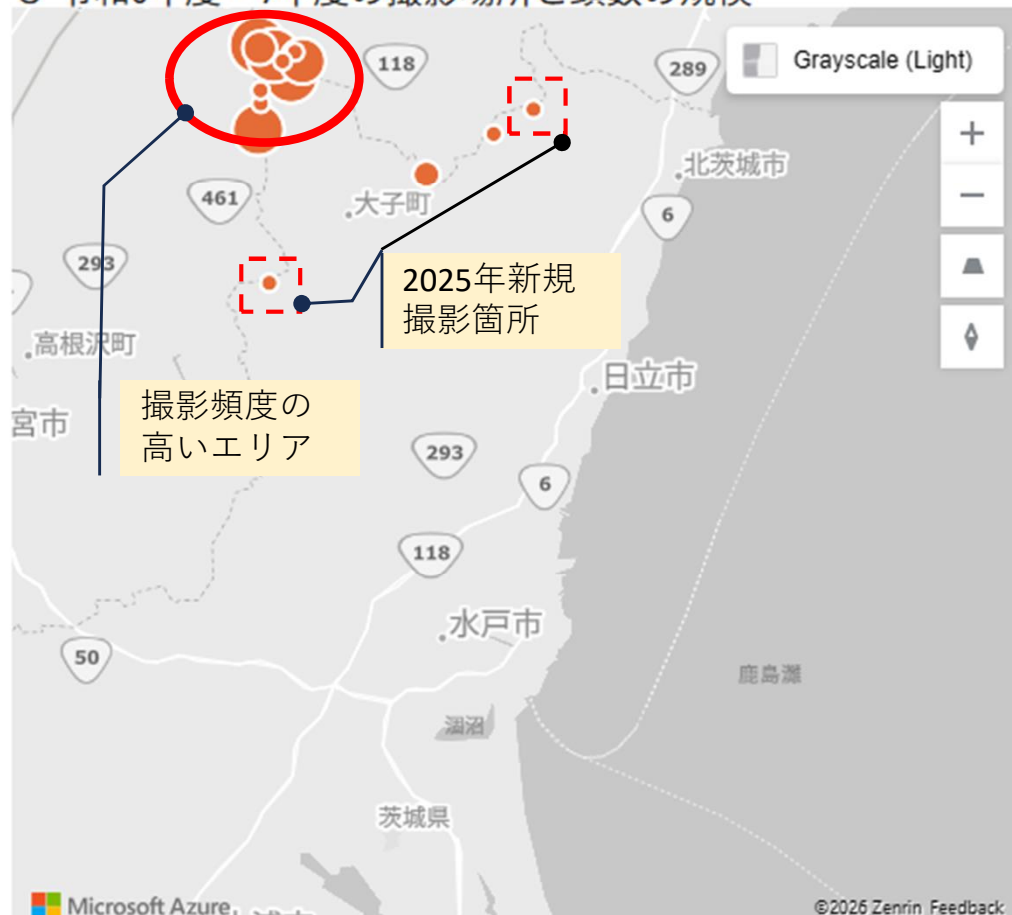 118
289
Grayscale (Light)
北茨城市
461
大子町
6
293
2025年新規
撮影箇所
高根沢町
日立市
撮影頻度の
高いエリア
宮市
293
6
118
水戸市
50
鹿島灘
涸沼
茨城県
Microsoft Azure
©2026 Zenrin Feedback